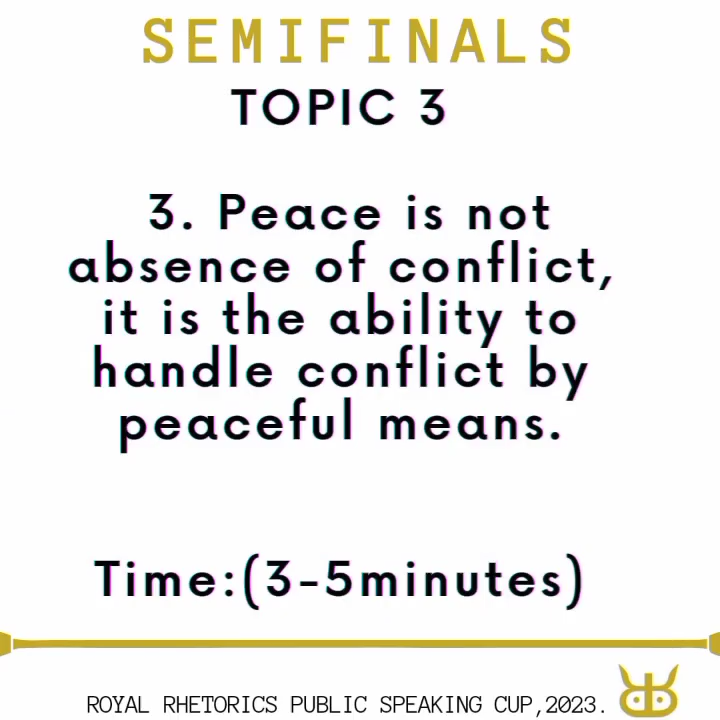 SEMIFINALS
TOPIC 3
3. Peace is not
absence of conflict,
it is the ability to
handle conflict by
peaceful means.
Time:(3-5minutes)
ROYAL RHETORICS PUBLIC SPEAKING CUP,2023.